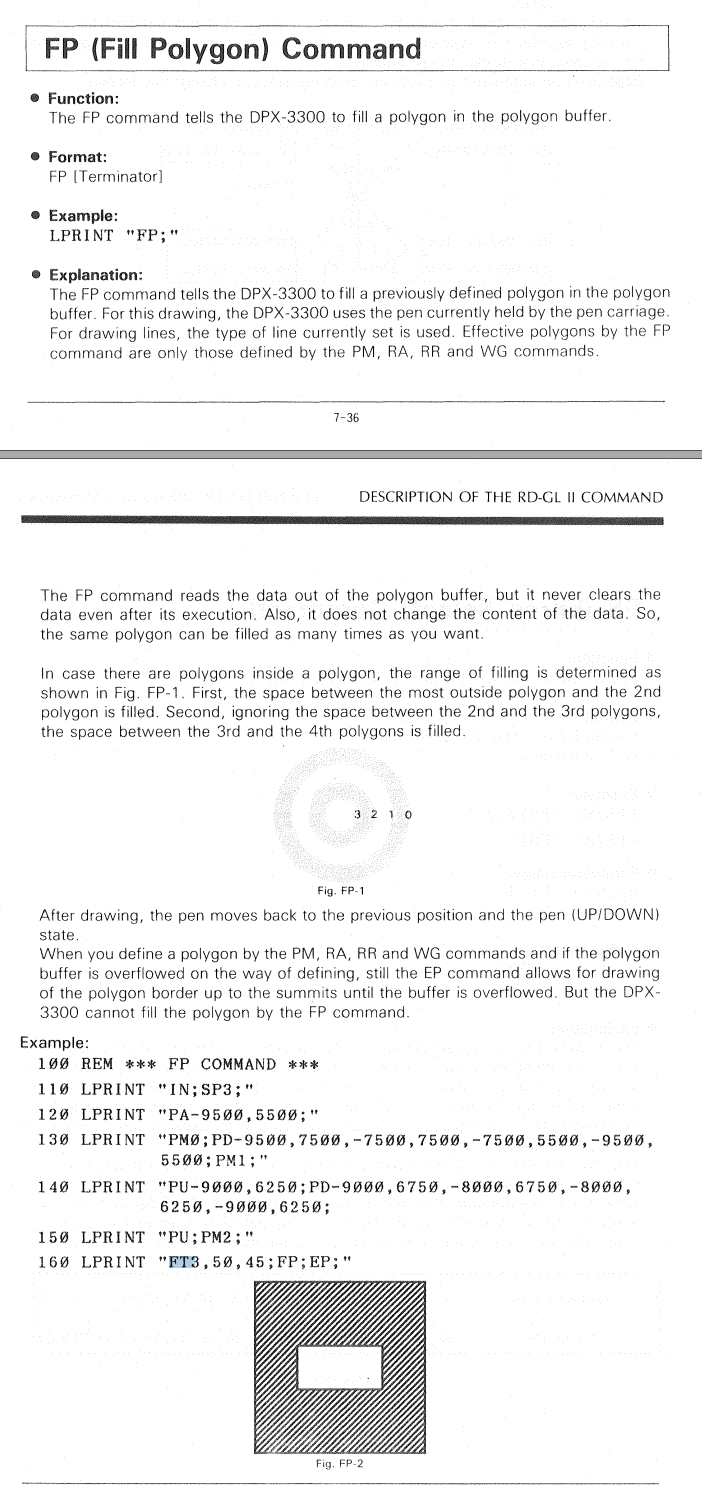 FP (Fill Polygon) Command
● Function:
The FP command tells the DPX-3300 to fill a polygon in the polygon buffer.
● Format:
FP [Terminator]
● Example:
LPRINT "FP;"
● Explanation:
The FP command tells the DPX-3300 to fill a previously defined polygon in the polygon
buffer. For this drawing, the DPX-3300 uses the pen currently held by the pen carriage.
For drawing lines, the type of line currently set is used. Effective polygons by the FP
command are only those defined by the PM, RA, RR and WG commands.
7-36
DESCRIPTION OF THE RD-GL II COMMAND
The FP command reads the data out of the polygon buffer, but it never clears the
data even after its execution. Also, it does not change the content of the data. So,
the same polygon can be filled as many times as you want.
In case there are polygons inside a polygon, the range of filling is determined as
shown in Fig. FP-1. First, the space between the most outside polygon and the 2nd
polygon is filled. Second, ignoring the space between the 2nd and the 3rd polygons,
the space between the 3rd and the 4th polygons is filled.
3 2 1 0
Fig. FP-1
After drawing, the pen moves back to the previous position and the pen (UP/DOWN)
state.
When you define a polygon by the PM, RA, RR and WG commands and if the polygon
buffer is overflowed on the way of defining, still the EP command allows for drawing
of the polygon border up to the summits until the buffer is overflowed. But the DPX-
3300 cannot fill the polygon by the FP command.
Example:
100 REM *** FP COMMAND ***
110 LPRINT "IN;SP3;"
120 LPRINT "PA-9500,5500;"
130 LPRINT "PM0;PD-9500,7500,-7500,7500,-7500,5500,-9500,
5500;PM1;"
140 LPRINT "PU-9000,6250;PD-9000,6750,-8000,6750,-8000,
6250,-9000,6250;
150 LPRINT "PU;PM2;"
160 LPRINT "FT3,50,45;FP;EP;"
Fig. FP-2